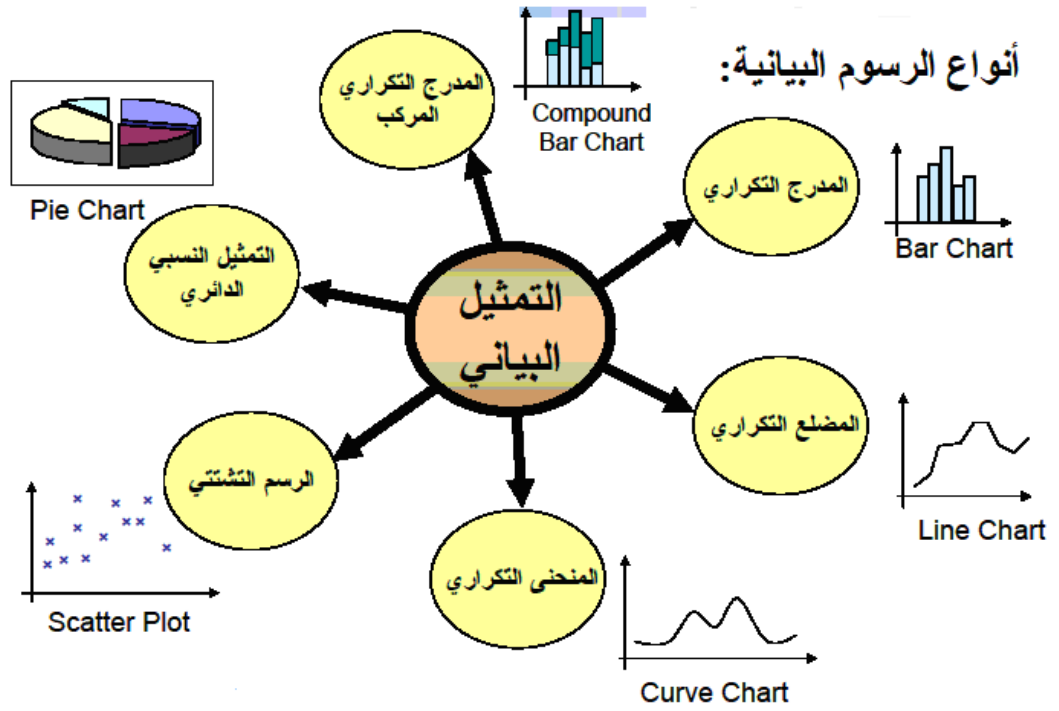 أنواع الرسوم البيانية:
المدرج التكراري
المركب
Compound
Bar Chart
المدرج التكراري
Bar Chart
Pie Chart
التمثيل النسبي
الدائري
التمثيل
البياني
المضلع التكراري
Line Chart
الرسم التشتتي
Scatter Plot
المنحنى التكراري
Curve Chart